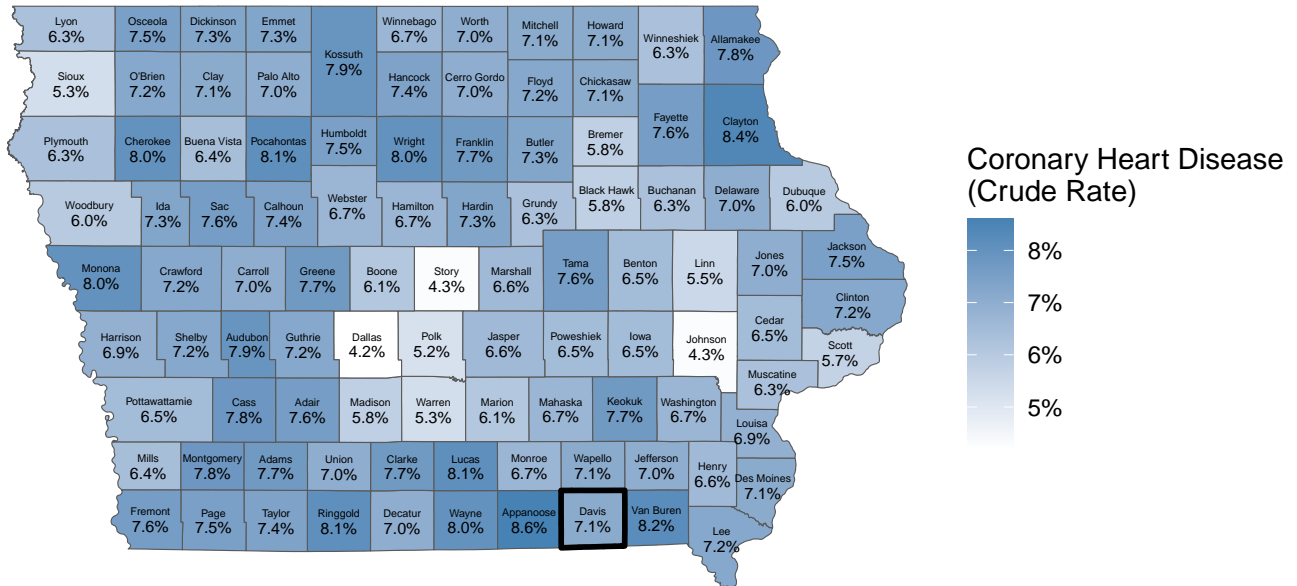 Lyon
6.3%
Osceola
7.5%
Dickinson
7.3%
Emmet
7.3%
Kossuth
7.9%
Winnebago
6.7%
Worth
7.0%
Mitchell
7.1%
Howard
7.1%
Winneshiek
6.3%
Allamakee
7.8%
Sioux
5.3%
O'Brien
7.2%
Clay
7.1%
Palo Alto
7.0%
Hancock
7.4%
Cerro Gordo
7.0%
Floyd
7.2%
Chickasaw
7.1%
Fayette
7.6%
Clayton
8.4%
Plymouth
6.3%
Cherokee
8.0%
Buena Vista
6.4%
Pocahontas
8.1%
Humboldt
7.5%
Wright
8.0%
Franklin
7.7%
Butler
7.3%
Bremer
5.8%
Woodbury
6.0%
Ida
7.3%
Sac
7.6%
Calhoun
7.4%
Webster
6.7%
Hamilton
6.7%
Hardin
7.3%
Grundy
6.3%
Black Hawk
5.8%
Buchanan
6.3%
Delaware
7.0%
Dubuque
6.0%
Monona
8.0%
Crawford
7.2%
Carroll
7.0%
Greene
7.7%
Boone
6.1%
Story
4.3%
Marshall
6.6%
Tama
7.6%
Benton
6.5%
Linn
5.5%
Jones
7.0%
Jackson
7.5%
Clinton
7.2%
Harrison
6.9%
Shelby
7.2%
Audubon
7.9%
Guthrie
7.2%
Dallas
4.2%
Polk
5.2%
Jasper
6.6%
Poweshiek
6.5%
Iowa
6.5%
Johnson
4.3%
Cedar
6.5%
Scott
5.7%
Muscatine
6.3%
Pottawattamie
6.5%
Cass
7.8%
Adair
7.6%
Madison
5.8%
Warren
5.3%
Marion
6.1%
Mahaska
6.7%
Keokuk
7.7%
Washington
6.7%
Louisa
6.9%
Mills
6.4%
Montgomery
7.8%
Adams
7.7%
Union
7.0%
Clarke
7.7%
Lucas
8.1%
Monroe
6.7%
Wapello
7.1%
Jefferson
7.0%
Henry
6.6%
Des Moines
7.1%
Fremont
7.6%
Page
7.5%
Taylor
7.4%
Ringgold
8.1%
Decatur
7.0%
Wayne
8.0%
Appanoose
8.6%
Davis
7.1%
Van Buren
8.2%
Lee
7.2%
Coronary Heart Disease
(Crude Rate)
8%
7%
6%
5%